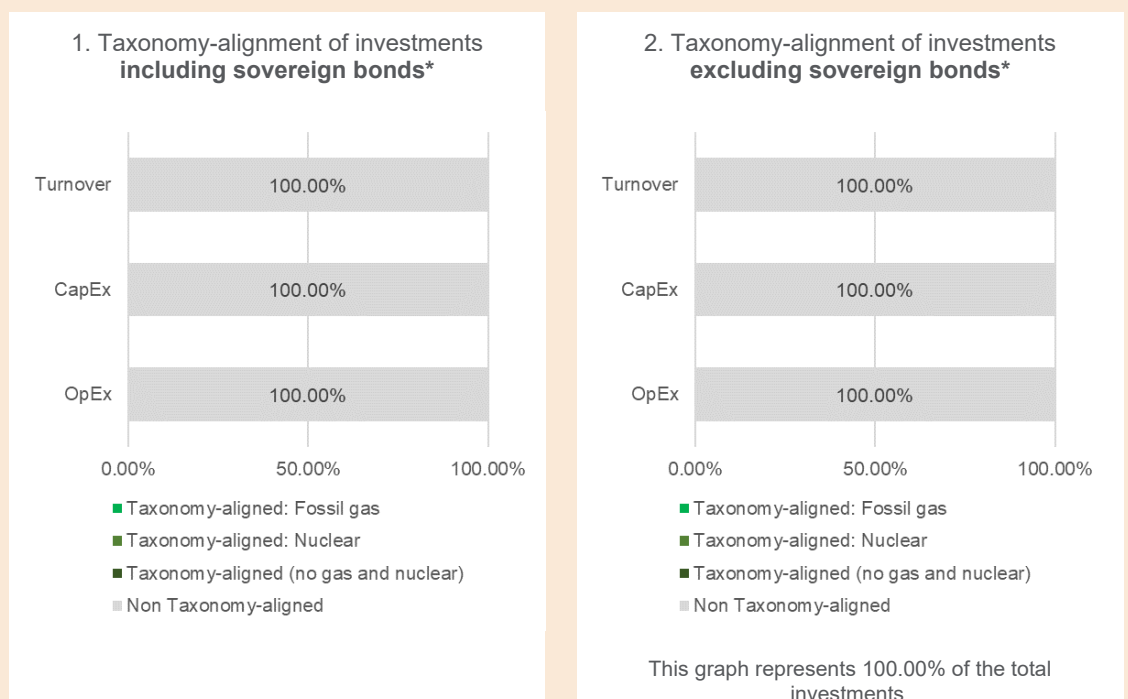 1. Taxonomy-alignment of investments
including sovereign bonds*
Turnover
100.00%
CapEx
100.00%
OpEx
100.00%
0.00%
50.00%
100.00%
Taxonomy-aligned: Fossil gas
Taxonomy-aligned: Nuclear
Taxonomy-aligned (no gas and nuclear)
Non Taxonomy-aligned
2. Taxonomy-alignment of investments
excluding sovereign bonds*
Turnover
100.00%
CapEx
100.00%
OpEx
100.00%
0.00%
50.00%
100.00%
Taxonomy-aligned: Fossil gas
Taxonomy-aligned: Nuclear
Taxonomy-aligned (no gas and nuclear)
Non Taxonomy-aligned
This graph represents 100.00% of the total
investments